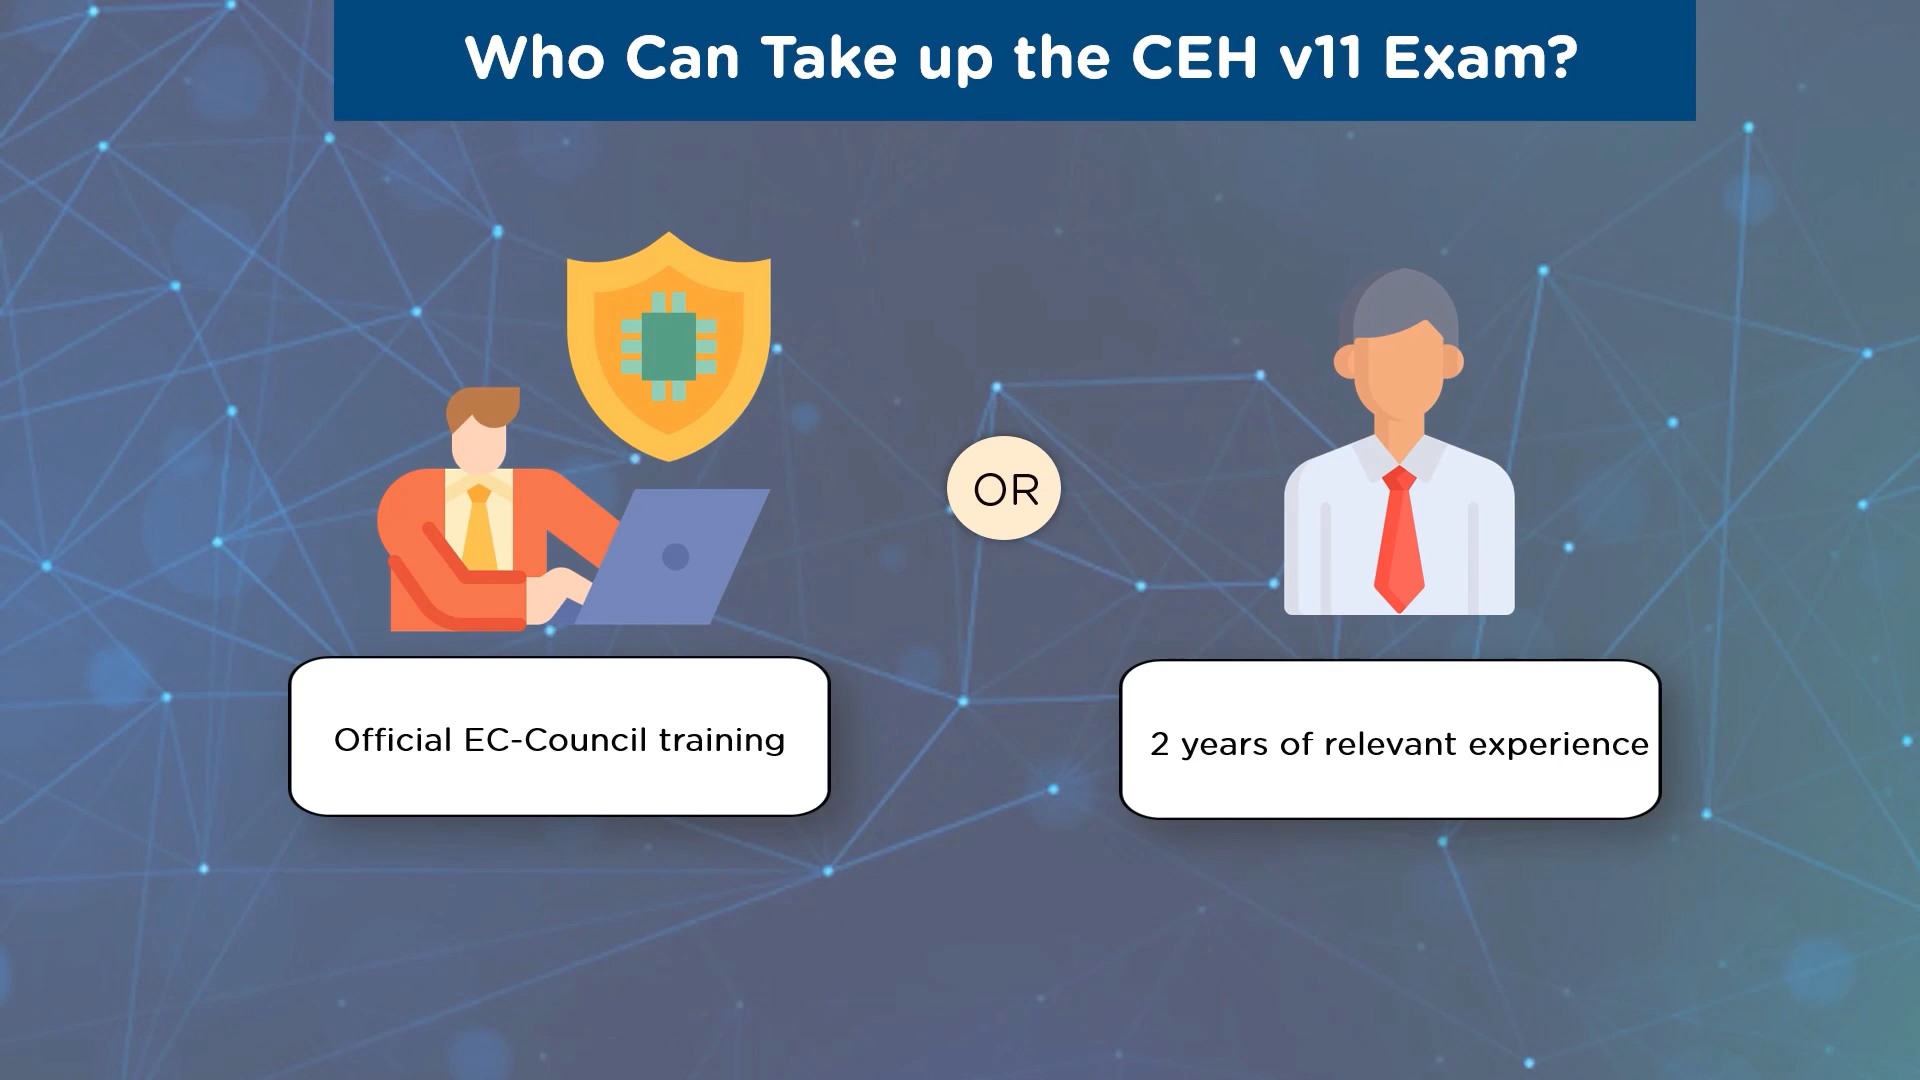 Who Can Take up the CEH v11 Exam?
OR
Official EC-Council training
2 years of relevant experience